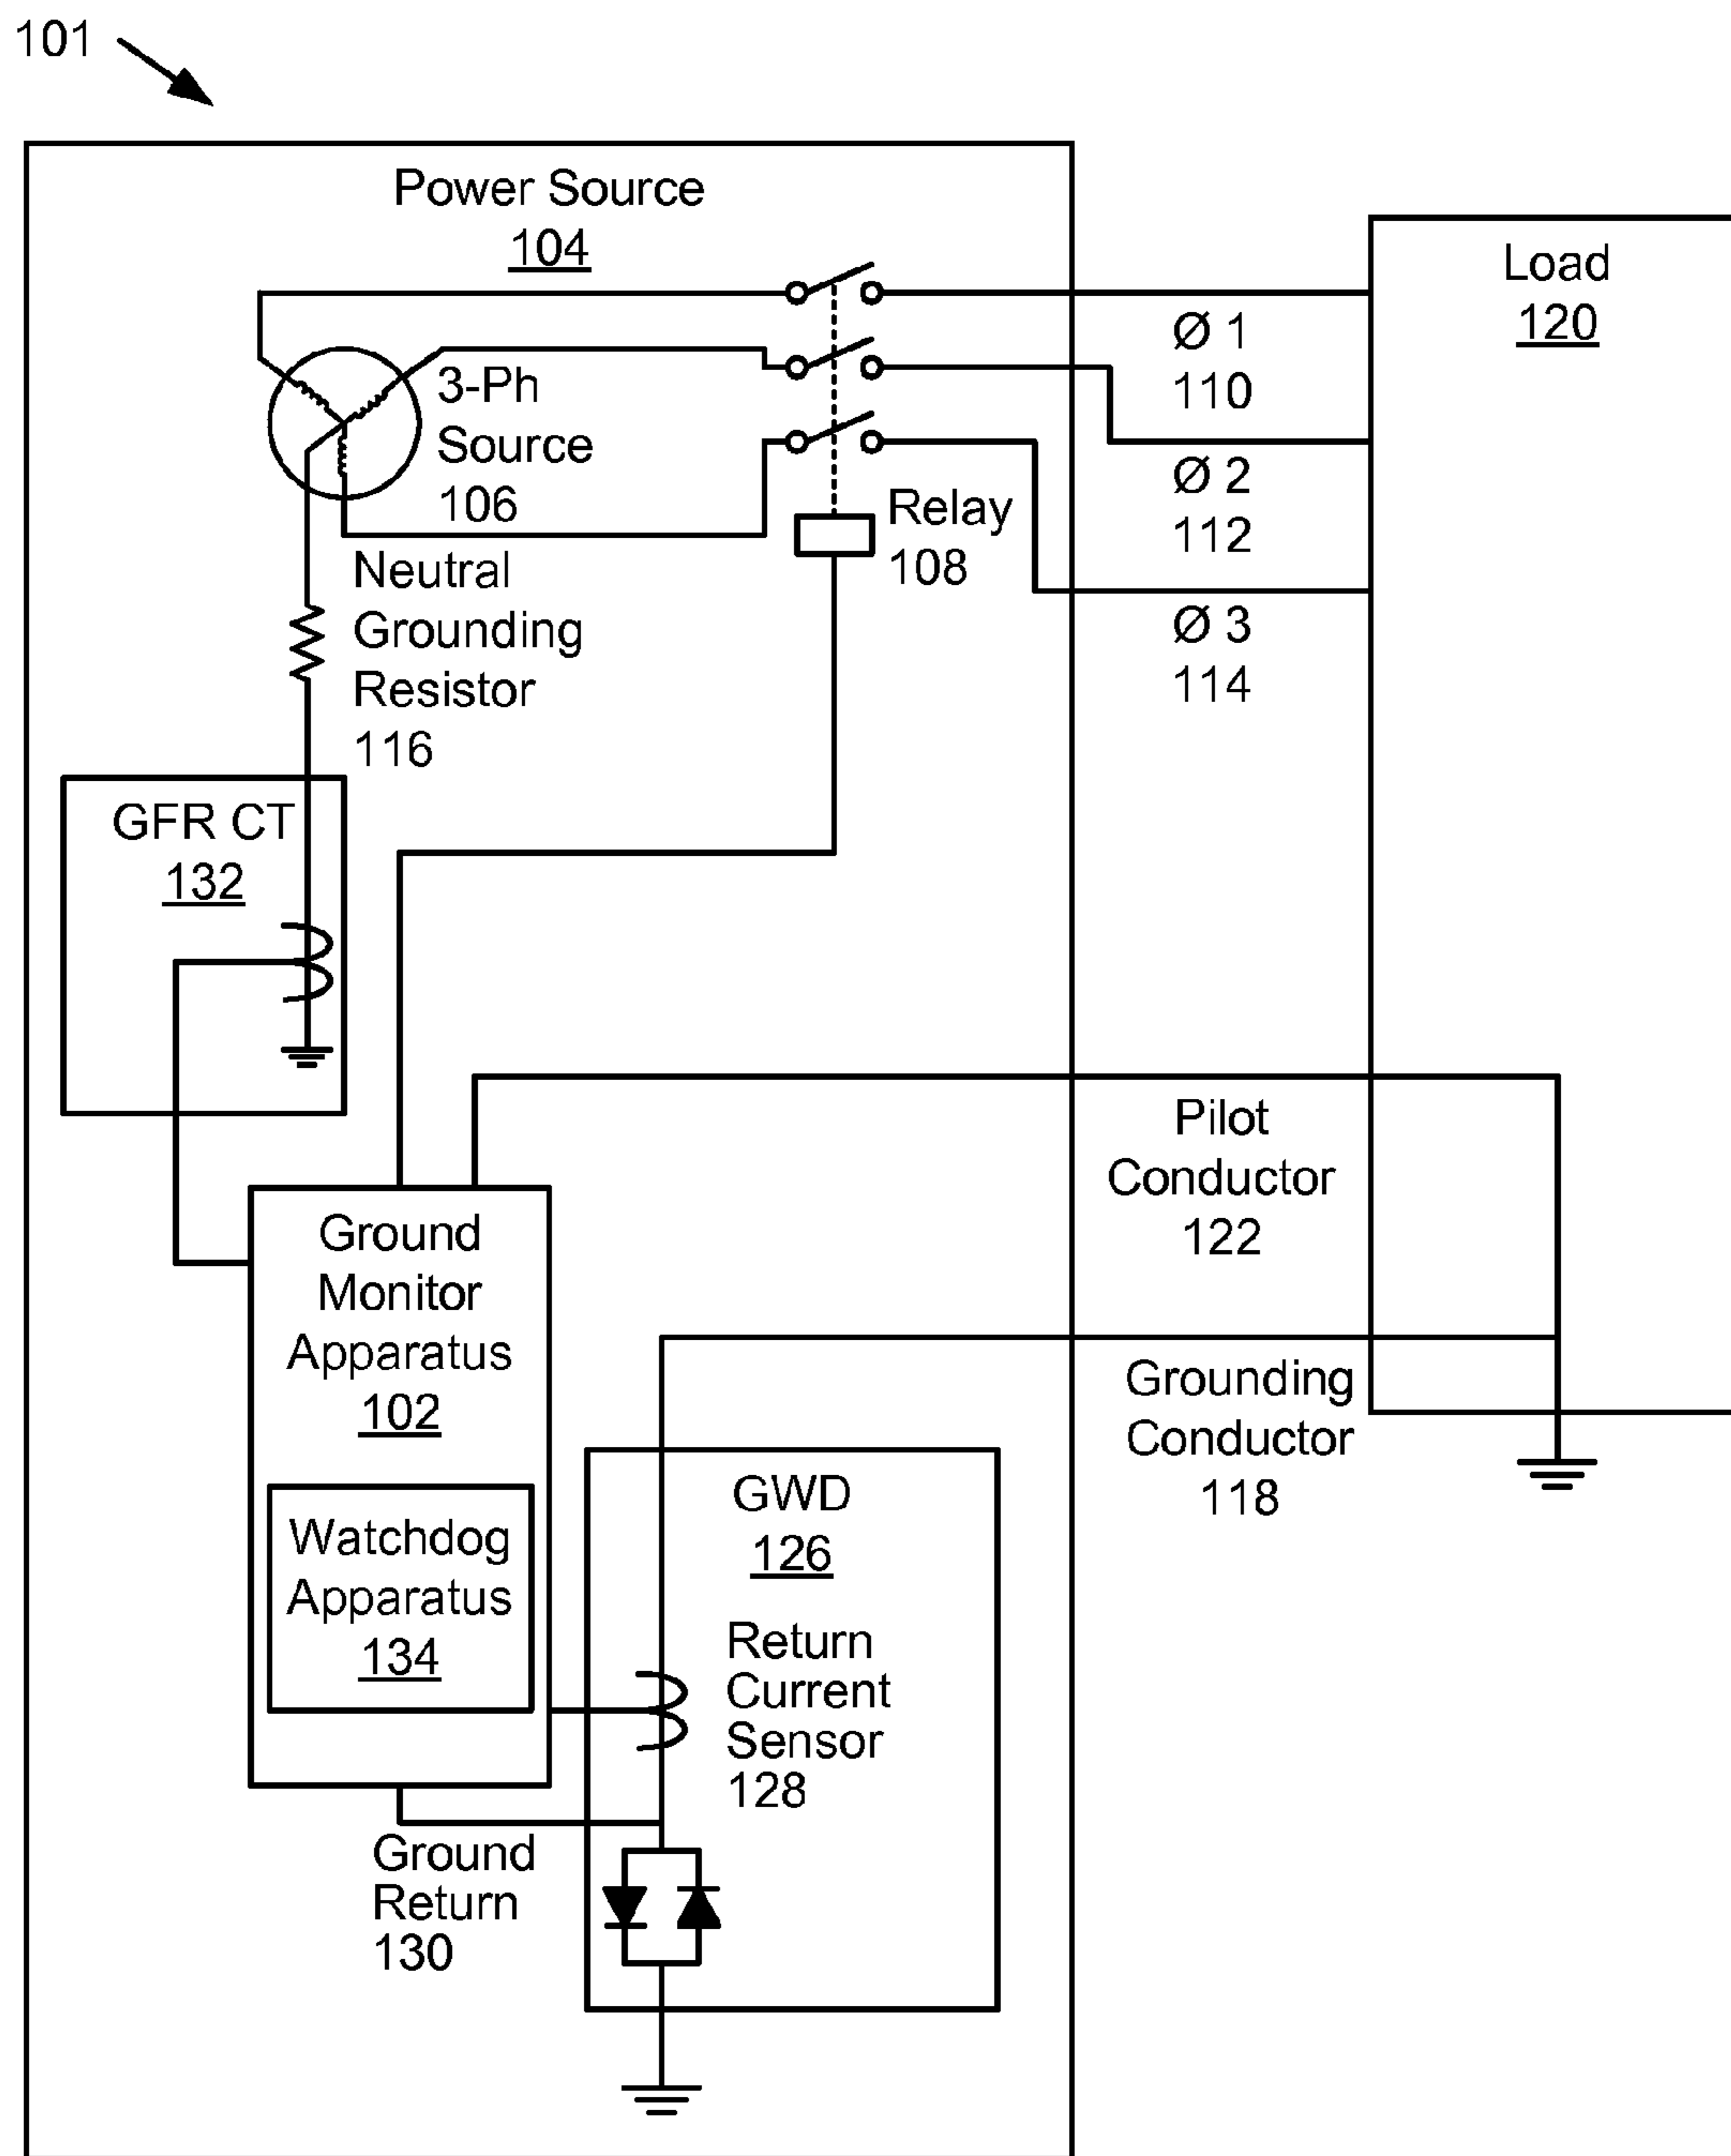 101
Power Source
104
Load
120
Ø 1
110
3-Ph
Source
106
Ø 2
112
Relay
108
Neutral
Grounding
Resistor
116
Ø 3
114
GFR CT
132
Pilot
Conductor
122
Ground
Monitor
Apparatus
102
Grounding
Conductor
118
GWD
126
Watchdog
Apparatus
134
Return
Current
Sensor
128
Ground
Return
130